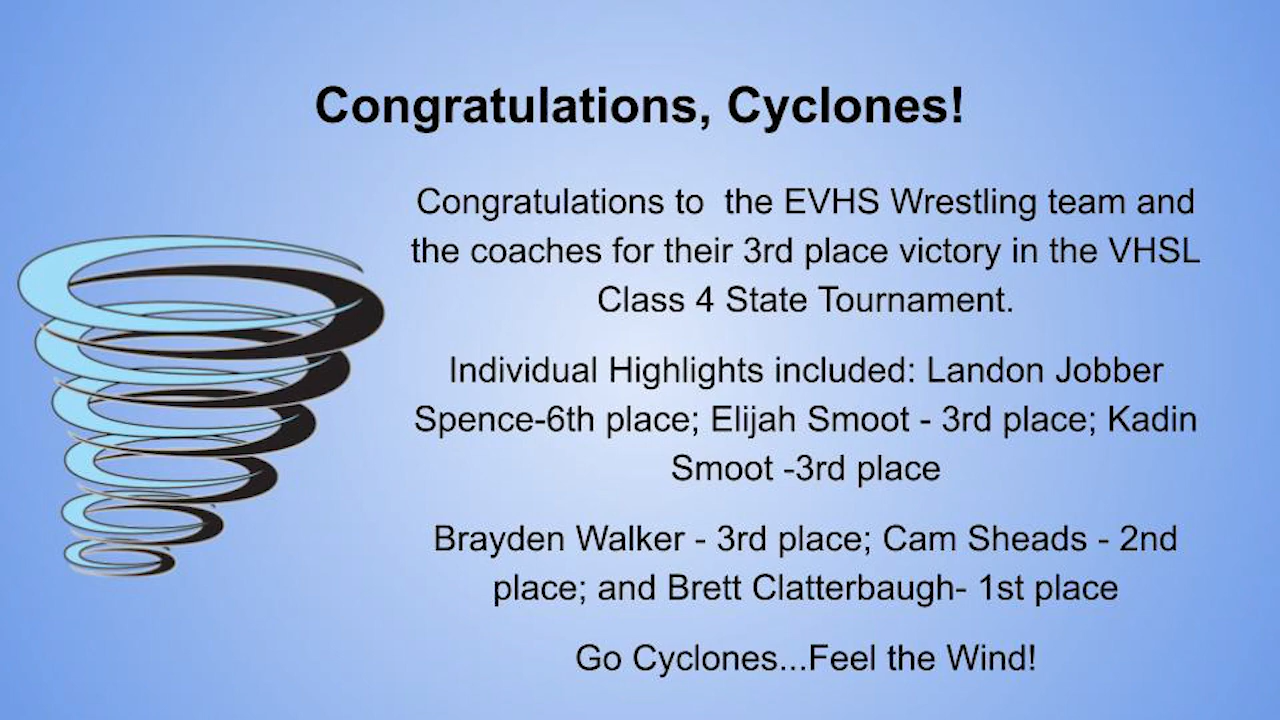 Congratulations, Cyclones!
Congratulations to  the EVHS Wrestling team and
the coaches for their 3rd place victory in the VHSL
Class 4 State Tournament.
Individual Highlights included: Landon Jobber
Spence-6th place; Elijah Smoot - 3rd place; Kadin
Smoot -3rd place
Brayden Walker - 3rd place; Cam Sheads - 2nd
place; and Brett Clatterbaugh- 1st place
Go Cyclones...Feel the Wind!